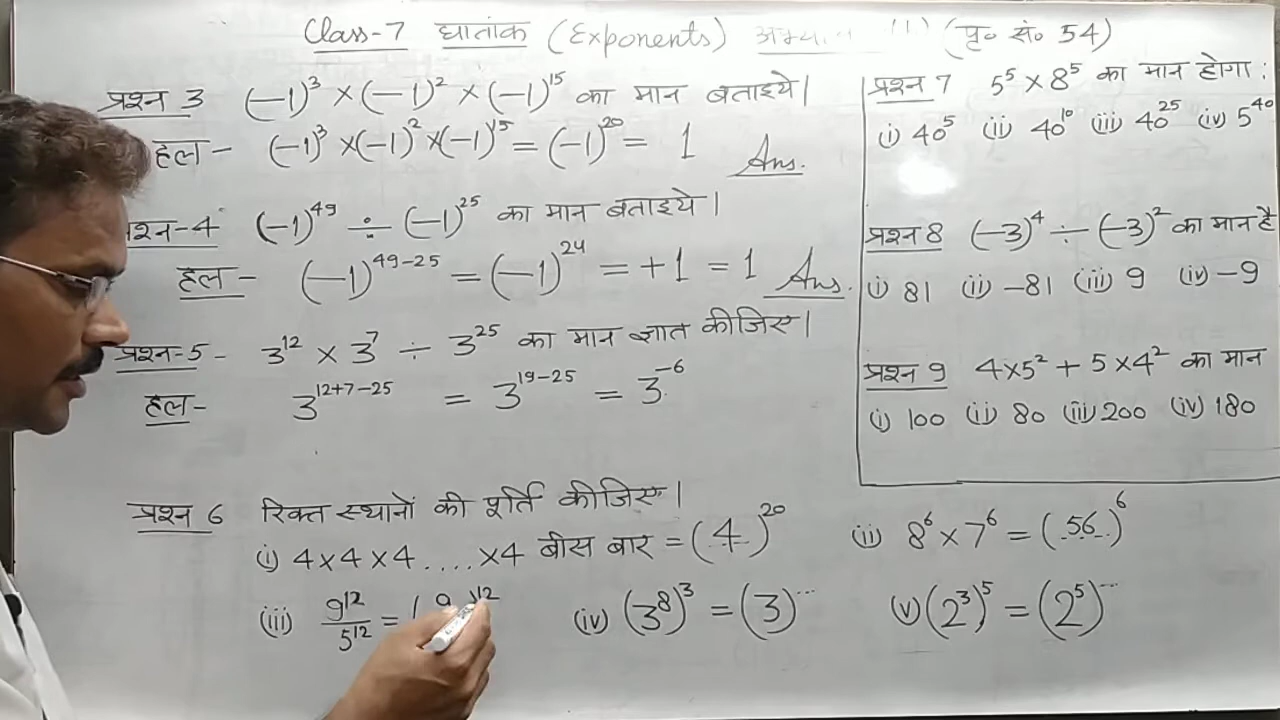 Class-7 घातांक (Exponents) (पृ० सं० 54)
प्रश्न 3 (-1)³ × (-1)² × (-1)¹⁵ का मान बताइये।
हल - (-1)³ × (-1)² × (-1)¹⁵ = (-1)²⁰ = 1 Ans.
प्रश्न-4 (-1)⁴⁹ ÷ (-1)²⁵ का मान बताइये।
हल - (-1)⁴⁹⁻²⁵ = (-1)²⁴ = +1 = 1 Ans.
प्रश्न-5 - 3¹² × 3⁷ ÷ 3²⁵ का मान ज्ञात कीजिए।
हल - 3¹²⁺⁷⁻²⁵ = 3¹⁹⁻²⁵ = 3⁻⁶
प्रश्न 7 5⁵ × 8⁵ का मान होगा :
(i) 40⁵ (ii) 40¹⁰ (iii) 40²⁵ (iv) 5⁴⁰
प्रश्न 8 (-3)⁴ ÷ (-3)² का मान है
(i) 81 (ii) -81 (iii) 9 (iv) -9
प्रश्न 9 4×5² + 5×4² का मान
(i) 100 (ii) 80 (iii) 200 (iv) 180
प्रश्न 6 रिक्त स्थानों की पूर्ति कीजिए।
(i) 4×4×4....×4 बीस बार = (4)²⁰ (ii) 8⁶ × 7⁶ = (56)⁶
(iii) 9¹²/5¹² = (9 )¹² (iv) (3⁸)³ = (3)^... (v) (2³)⁵ = (2⁵)^...